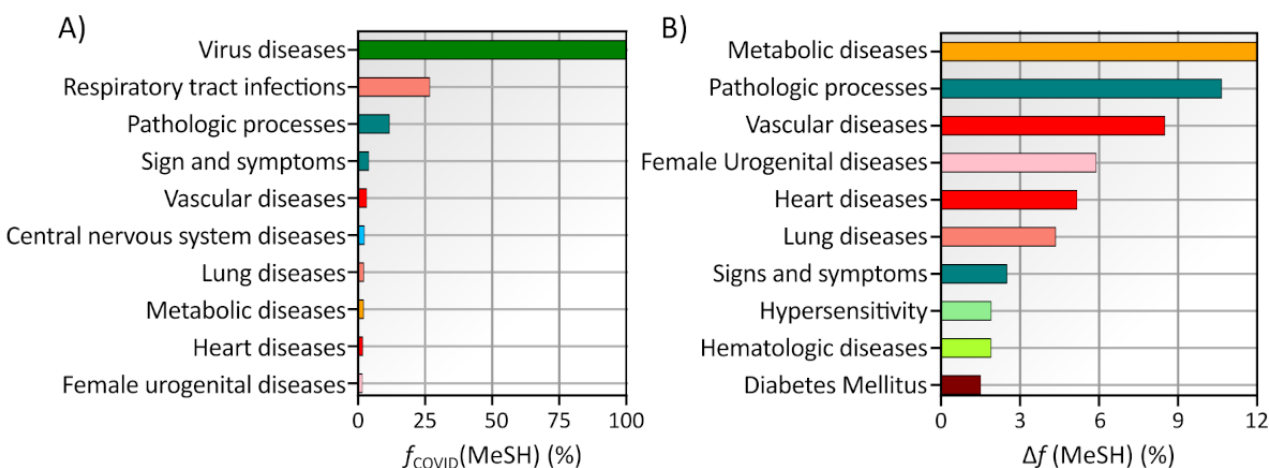 A)
Virus diseases
Respiratory tract infections
Pathologic processes
Sign and symptoms
Vascular diseases
Central nervous system diseases
Lung diseases
Metabolic diseases
Heart diseases
Female urogenital diseases
0 25 50 75 100
fCOVID(MeSH) (%)
B)
Metabolic diseases
Pathologic processes
Vascular diseases
Female Urogenital diseases
Heart diseases
Lung diseases
Signs and symptoms
Hypersensitivity
Hematologic diseases
Diabetes Mellitus
0 3 6 9 12
Δf (MeSH) (%)